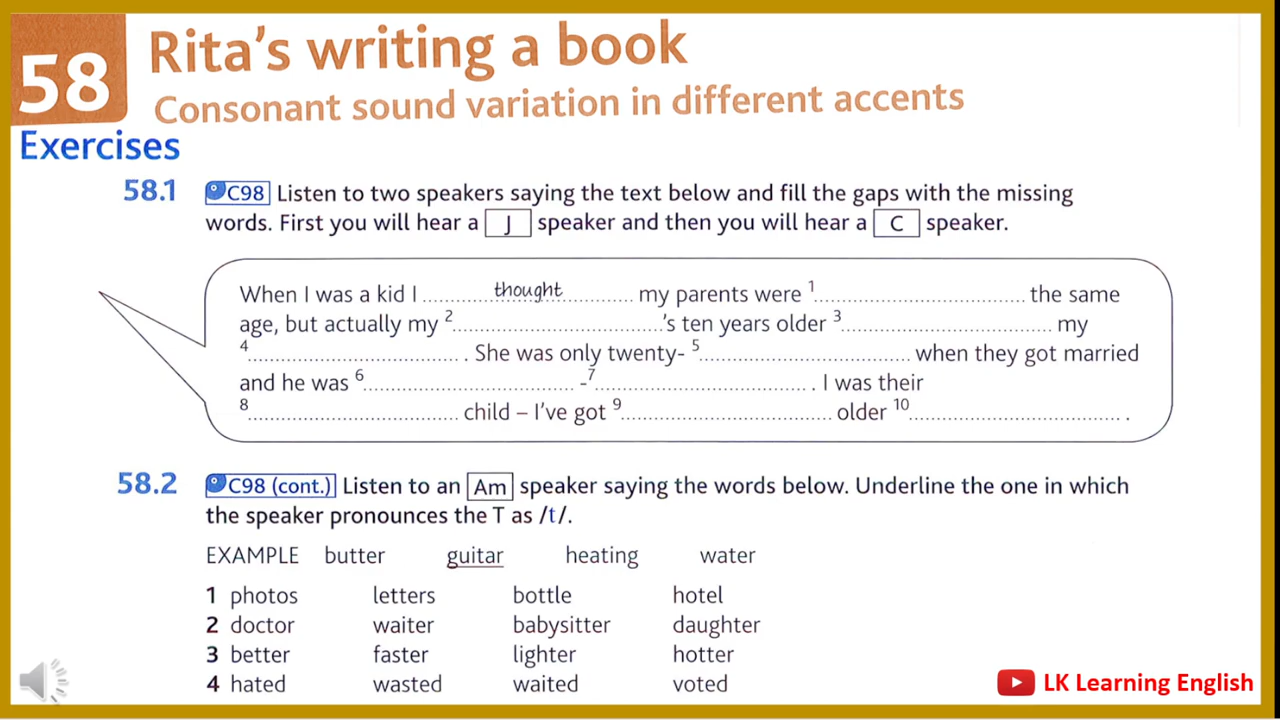 58
Rita's writing a book
Consonant sound variation in different accents
Exercises
58.1 C98 Listen to two speakers saying the text below and fill the gaps with the missing
words. First you will hear a J speaker and then you will hear a C speaker.
When I was a kid I ........ thought ........ my parents were 1 ................ the same
age, but actually my 2 ................ 's ten years older 3 ................ my
4 ................ . She was only twenty- 5 ................ when they got married
and he was 6 ................ - 7 ................ . I was their
8 ................ child – I've got 9 ................ older 10 ................ .
58.2 C98 (cont.) Listen to an Am speaker saying the words below. Underline the one in which
the speaker pronounces the T as /t/.
EXAMPLE butter guitar heating water
1 photos letters bottle hotel
2 doctor waiter babysitter daughter
3 better faster lighter hotter
4 hated wasted waited voted
LK Learning English